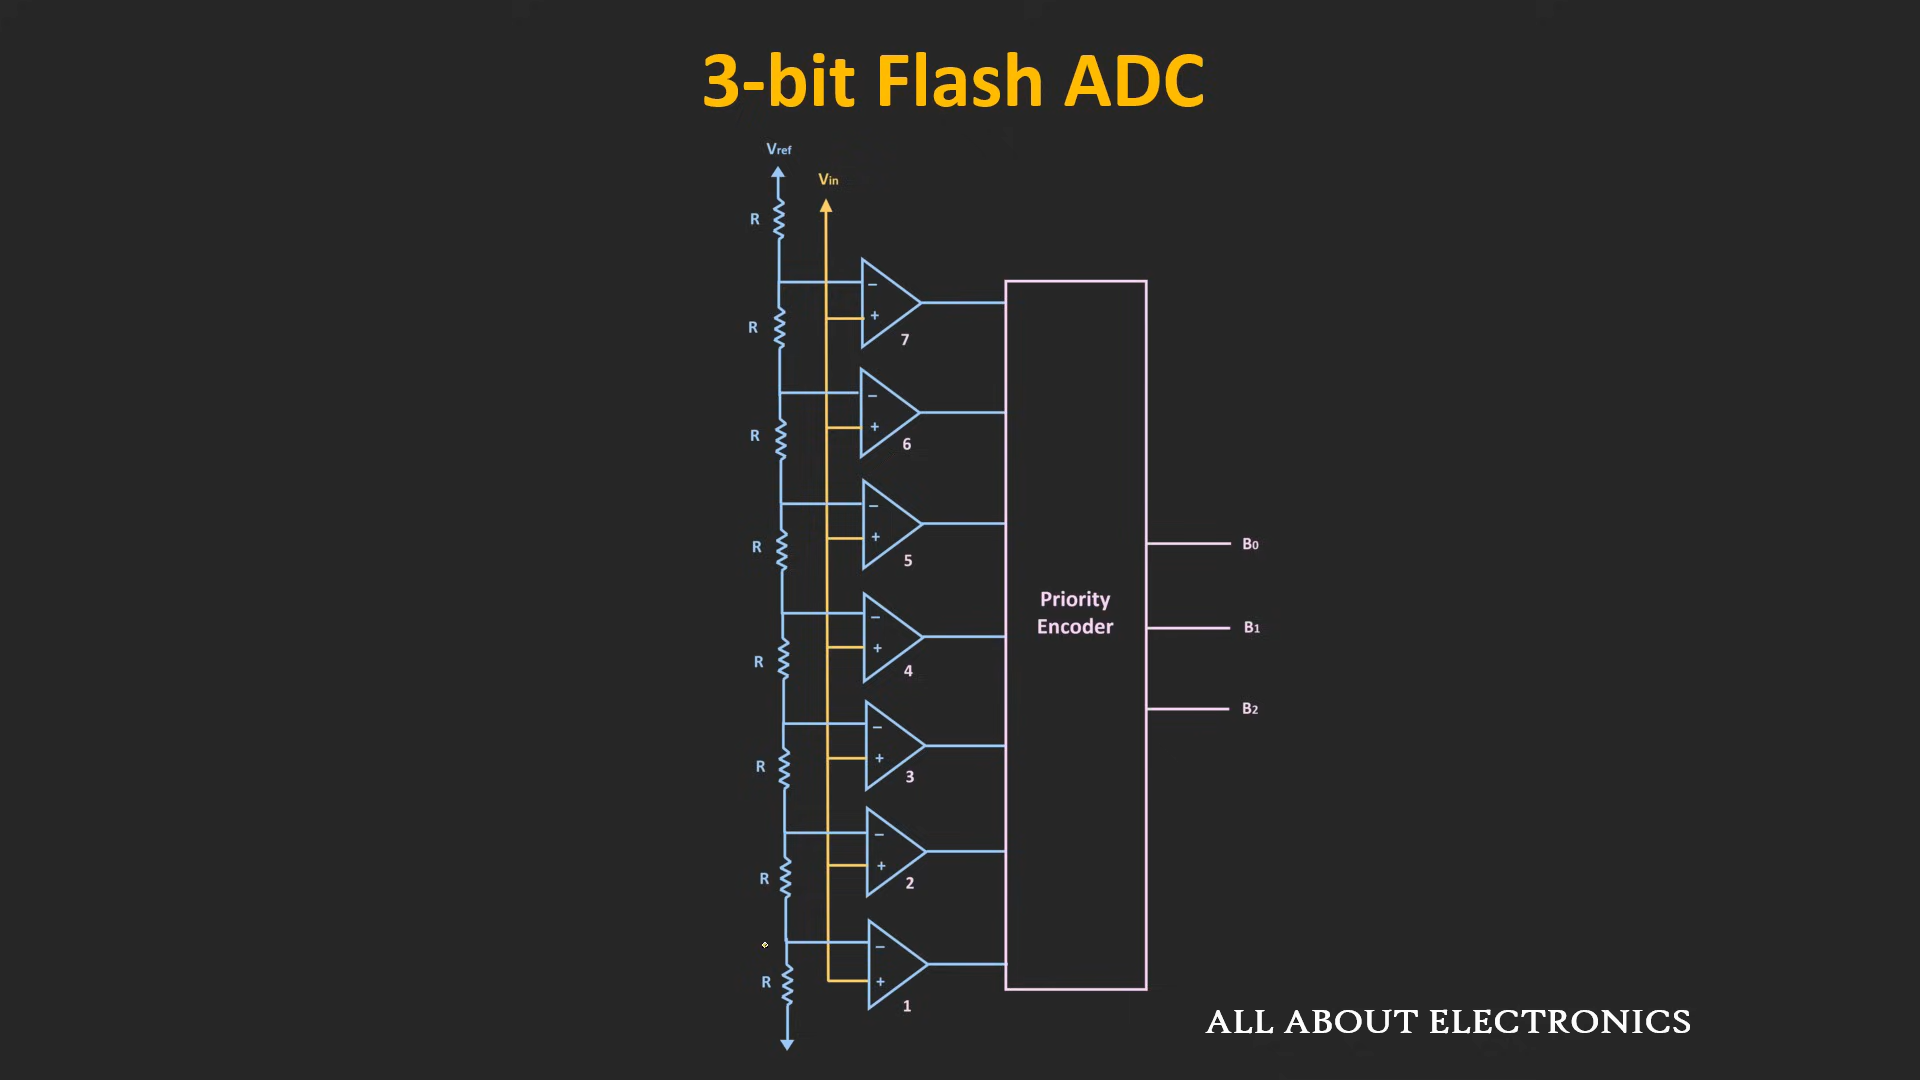 3-bit Flash ADC
Vref
Vin
R
−
+
7
R
−
+
6
R
−
+
5
R
B0
Priority
Encoder
−
+
4
B1
R
−
+
3
B2
R
−
+
2
R
−
+
1
R
ALL ABOUT ELECTRONICS